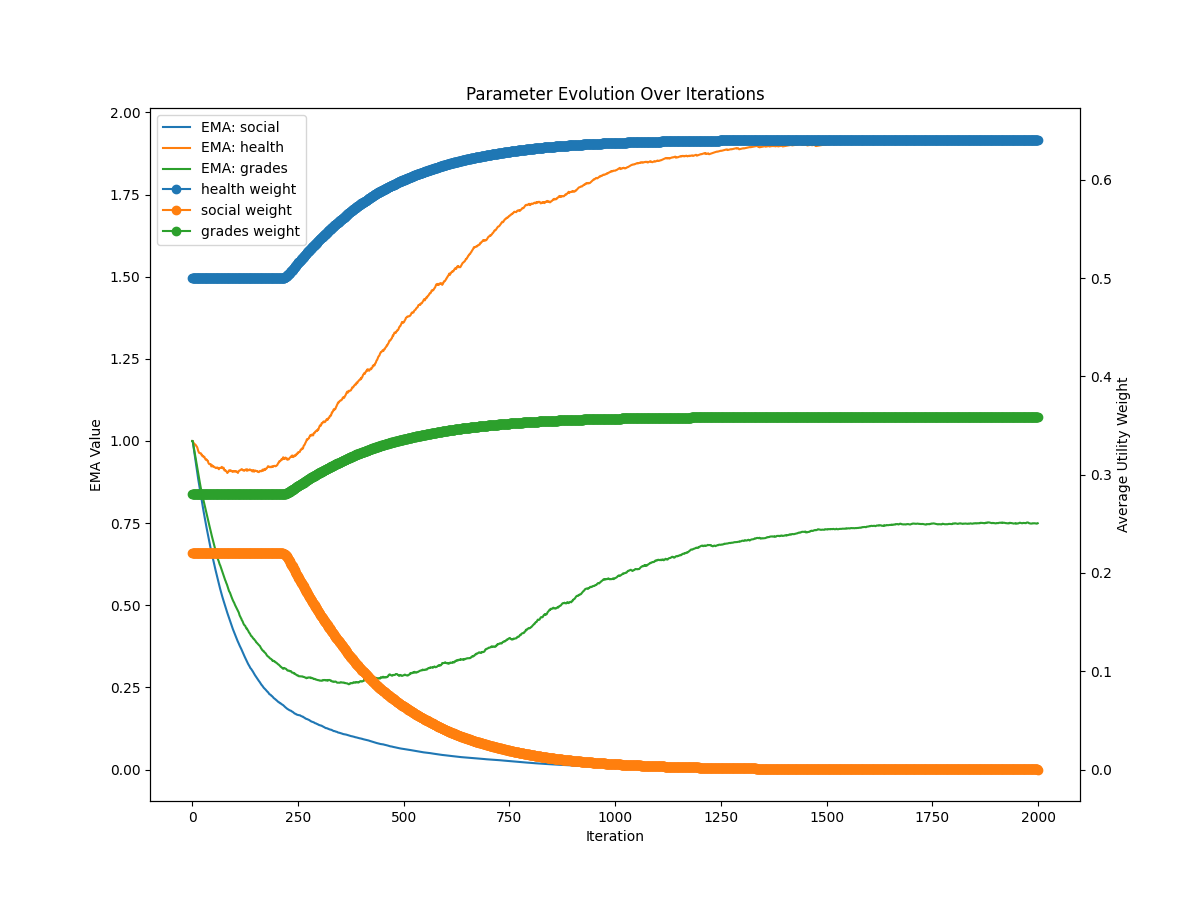 Parameter Evolution Over Iterations
EMA: social
EMA: health
EMA: grades
health weight
social weight
grades weight
EMA Value
2.00
1.75
1.50
1.25
1.00
0.75
0.50
0.25
0.00
0.6
0.5
0.4
0.3
0.2
0.1
0.0
Average Utility Weight
0 250 500 750 1000 1250 1500 1750 2000
Iteration